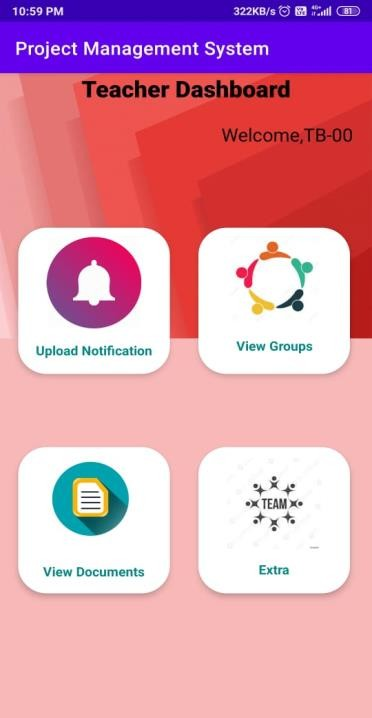 10:59 PM 322KB/s 4G+ 81
Project Management System
Teacher Dashboard
Welcome,TB-00
Upload Notification
View Groups
View Documents
TEAM
Extra